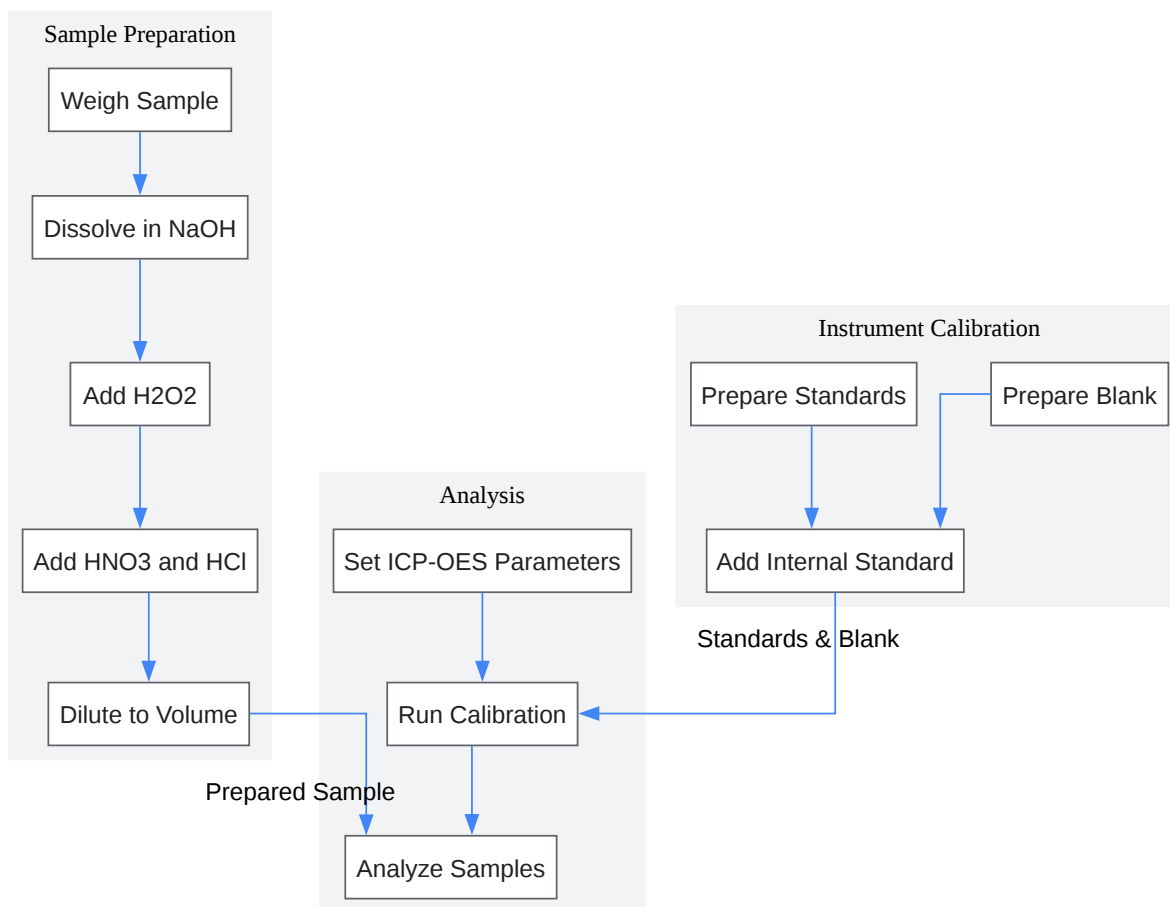 Sample Preparation
Weigh Sample
Dissolve in NaOH
Add H2O2
Add HNO3 and HCl
Dilute to Volume
Prepared Sample
Analysis
Set ICP-OES Parameters
Run Calibration
Analyze Samples
Instrument Calibration
Prepare Standards
Prepare Blank
Add Internal Standard
Standards & Blank